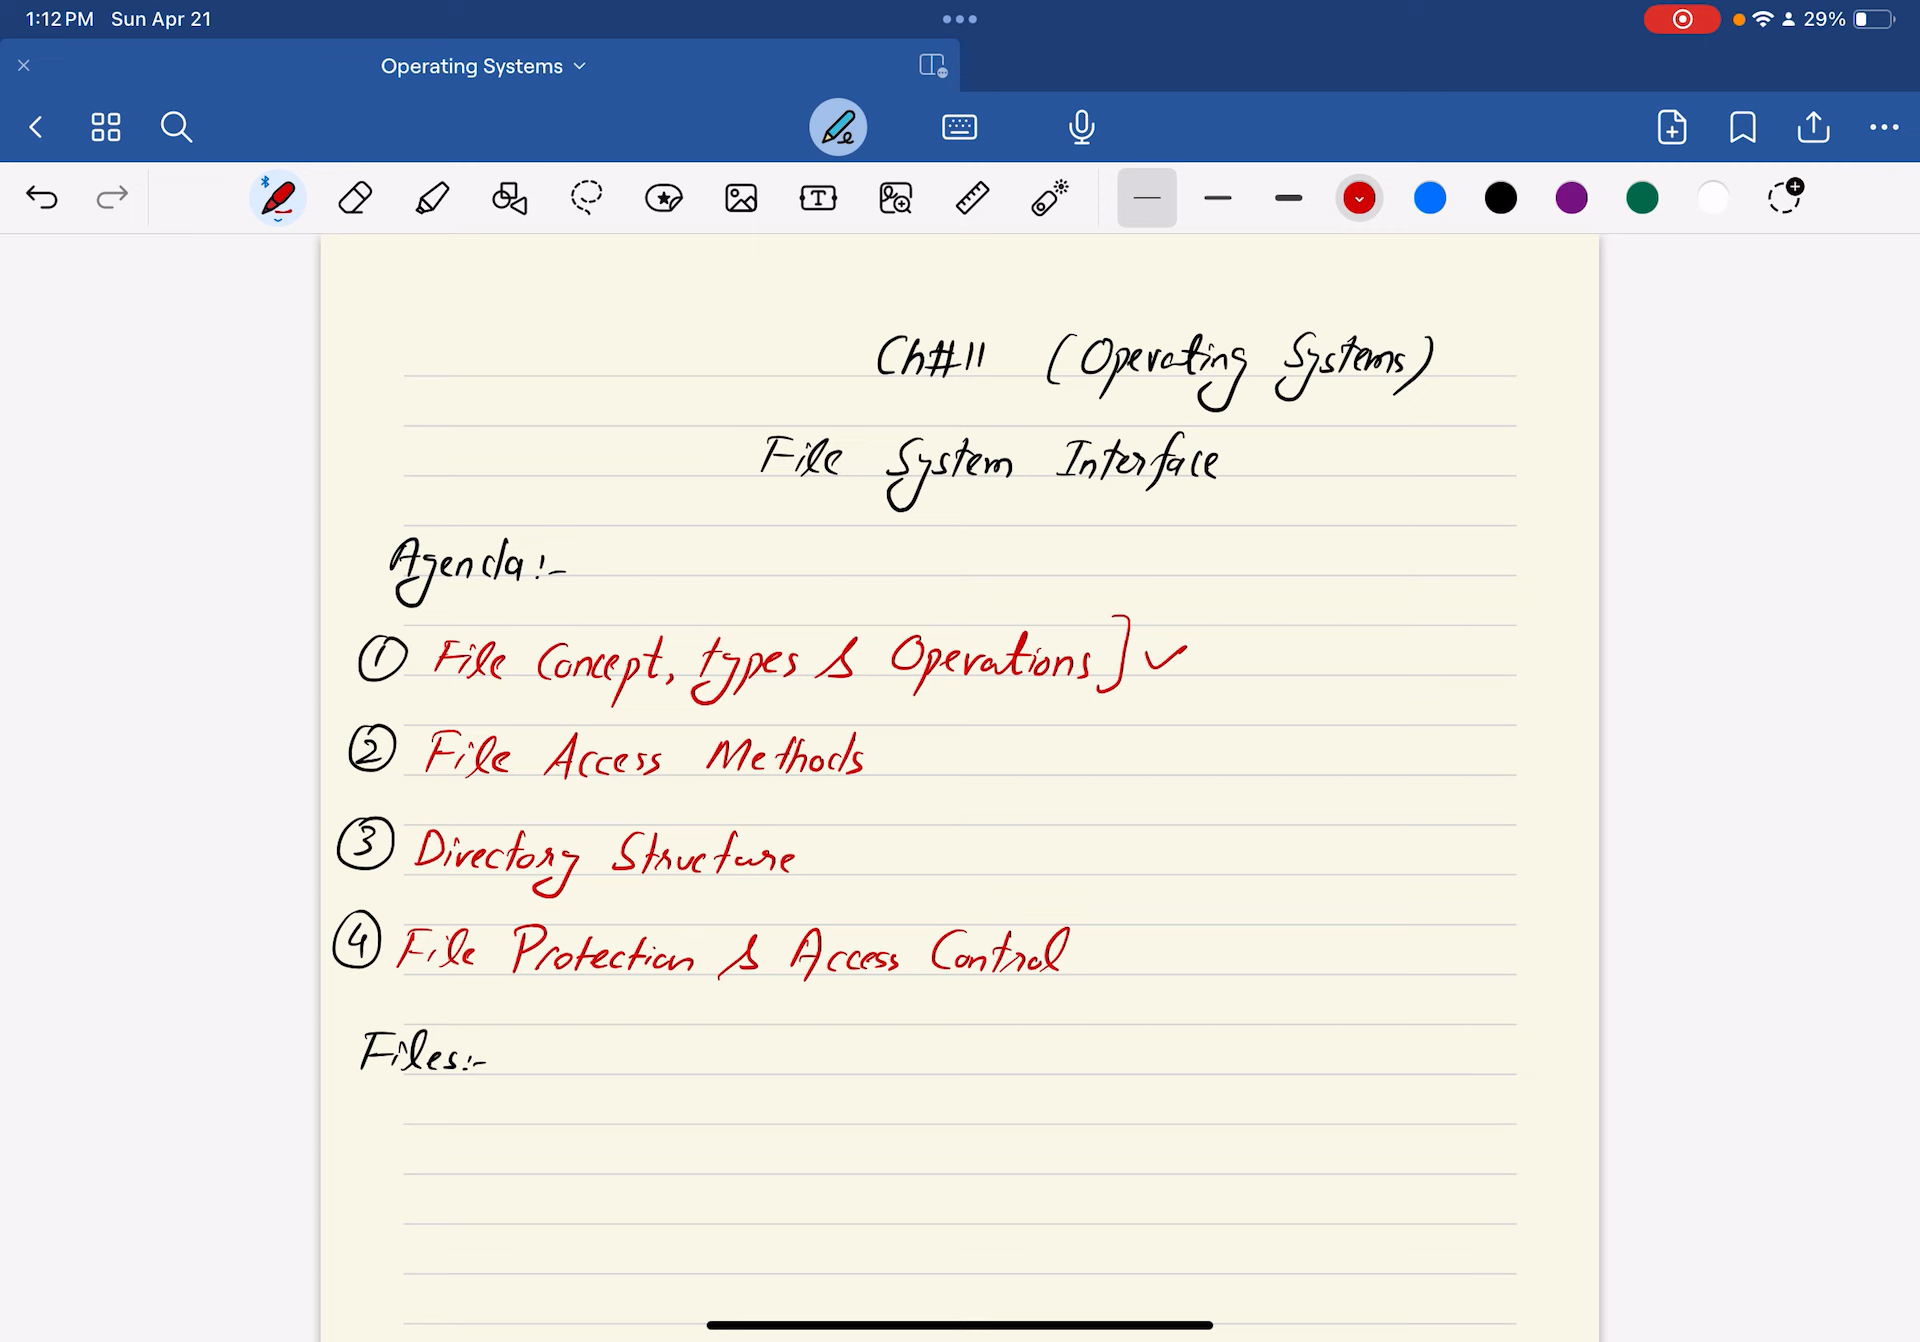 1:12 PM Sun Apr 21
29%
Operating Systems
Ch#11 (Operating Systems)
File System Interface
Agenda:-
① File Concept, types & Operations] ✓
② File Access Methods
③ Directory Structure
④ File Protection & Access Control
Files:-